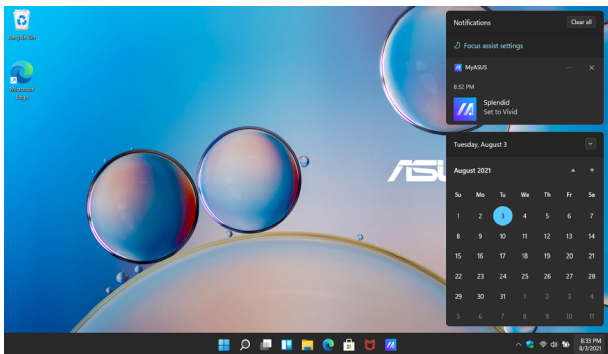 Recycle Bin
Microsoft
Edge
ASU
Notifications
Clear all
Focus assist settings
MyASUS
8:32 PM
Splendid
Set to Vivid
Tuesday, August 3
August 2021
Su Mo Tu We Th Fr Sa
1 2 3 4 5 6 7
8 9 10 11 12 13 14
15 16 17 18 19 20 21
22 23 24 25 26 27 28
29 30 31 1 2 3 4
5 6 7 8 9 10 11
8:33 PM
8/3/2021